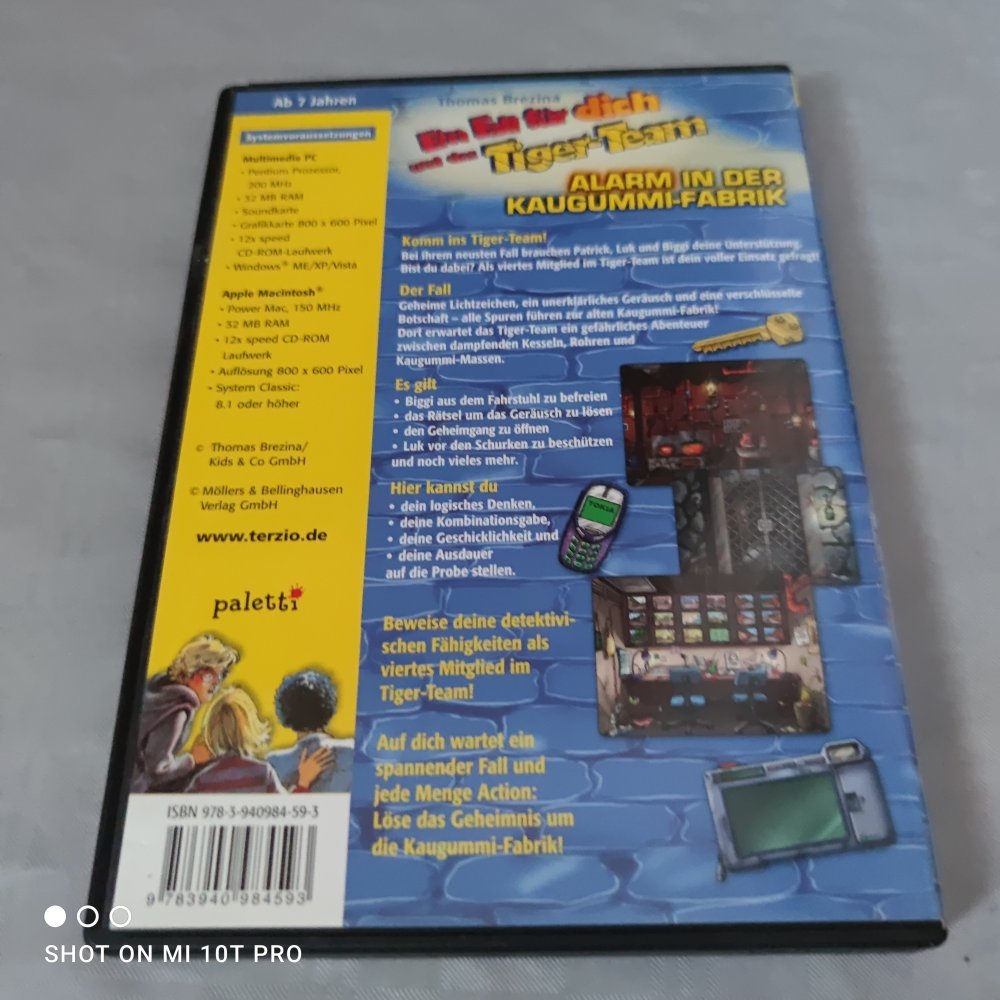 Ab 7 Jahren
Systemvoraussetzungen
Multimedia PC
• Pentium Prozessor,
200 MHz
• 32 MB RAM
• Soundkarte
• Grafikkarte 800 x 600 Pixel
• 12x speed
CD-ROM-Laufwerk
• Windows® ME/XP/Vista
Apple Macintosh®
• Power Mac, 150 MHz
• 32 MB RAM
• 12x speed CD-ROM
Laufwerk
• Auflösung 800 x 600 Pixel
• System Classic:
8.1 oder höher
© Thomas Brezina/
Kids & Co GmbH
© Möllers & Bellinghausen
Verlag GmbH
www.terzio.de
paletti
ISBN 978-3-940984-59-3
9 783940 984593
Thomas Brezina
Ein Fall für dich
und das Tiger-Team
ALARM IN DER
KAUGUMMI-FABRIK
Komm ins Tiger-Team!
Bei ihrem neusten Fall brauchen Patrick, Luk und Biggi deine Unterstützung.
Bist du dabei? Als viertes Mitglied im Tiger-Team ist dein voller Einsatz gefragt!
Der Fall
Geheime Lichtzeichen, ein unerklärliches Geräusch und eine verschlüsselte
Botschaft – alle Spuren führen zur alten Kaugummi-Fabrik!
Dort erwartet das Tiger-Team ein gefährliches Abenteuer
zwischen dampfenden Kesseln, Rohren und
Kaugummi-Massen.
Es gilt
• Biggi aus dem Fahrstuhl zu befreien
• das Rätsel um das Geräusch zu lösen
• den Geheimgang zu öffnen
• Luk vor den Schurken zu beschützen
und noch vieles mehr.
Hier kannst du
• dein logisches Denken,
• deine Kombinationsgabe,
• deine Geschicklichkeit und
• deine Ausdauer
auf die Probe stellen.
YOKIA
Beweise deine detektivi-
schen Fähigkeiten als
viertes Mitglied im
Tiger-Team!
Auf dich wartet ein
spannender Fall und
jede Menge Action:
Löse das Geheimnis um
die Kaugummi-Fabrik!
SHOT ON MI 10T PRO